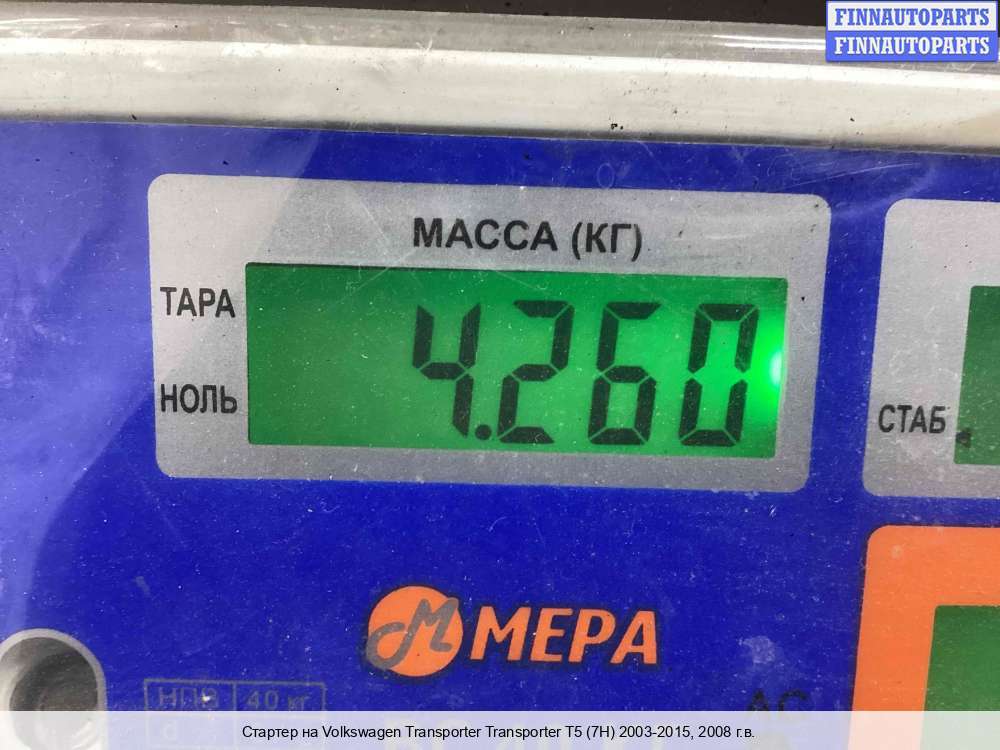 FINNAUTOPARTS
FINNAUTOPARTS
МАССА (КГ)
ТАРА
4.260
НОЛЬ
СТАБ
МЕРА
НПВ 40 кг
d
Стартер на Volkswagen Transporter Transporter T5 (7H) 2003-2015, 2008 г.в.